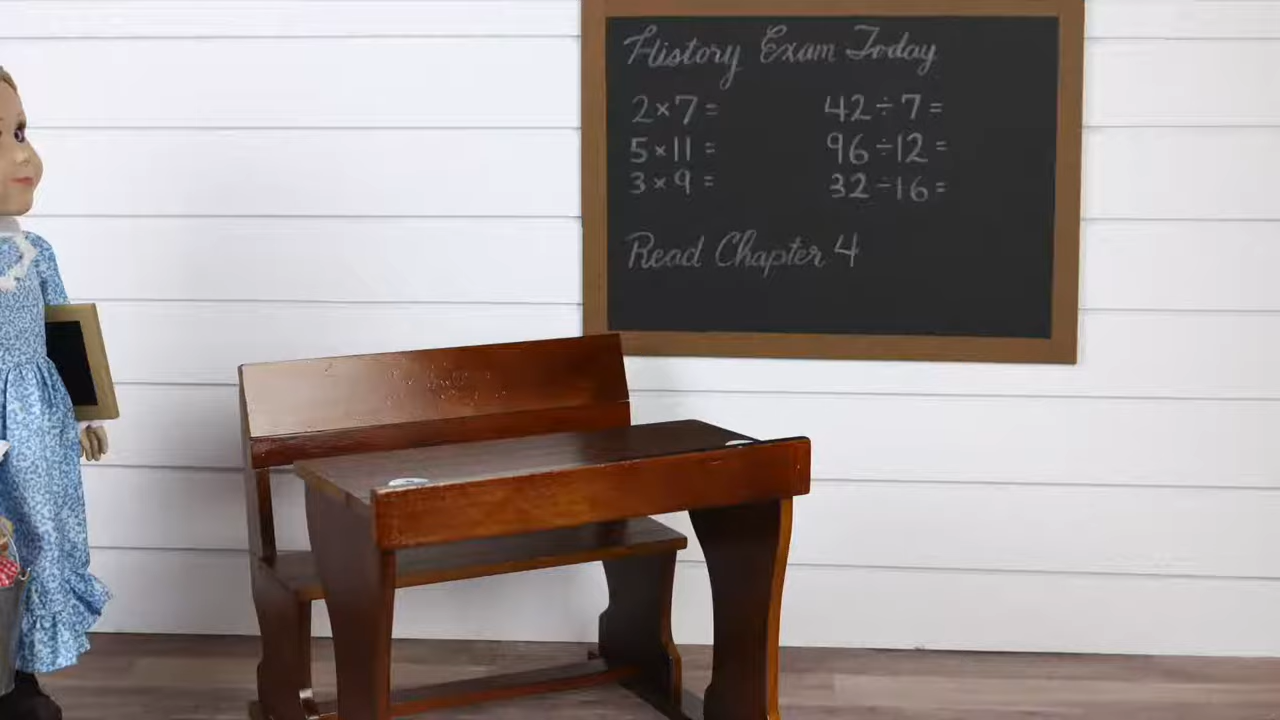 History Exam Today
2×7= 42÷7=
5×11= 96÷12=
3×9= 32÷16=
Read Chapter 4